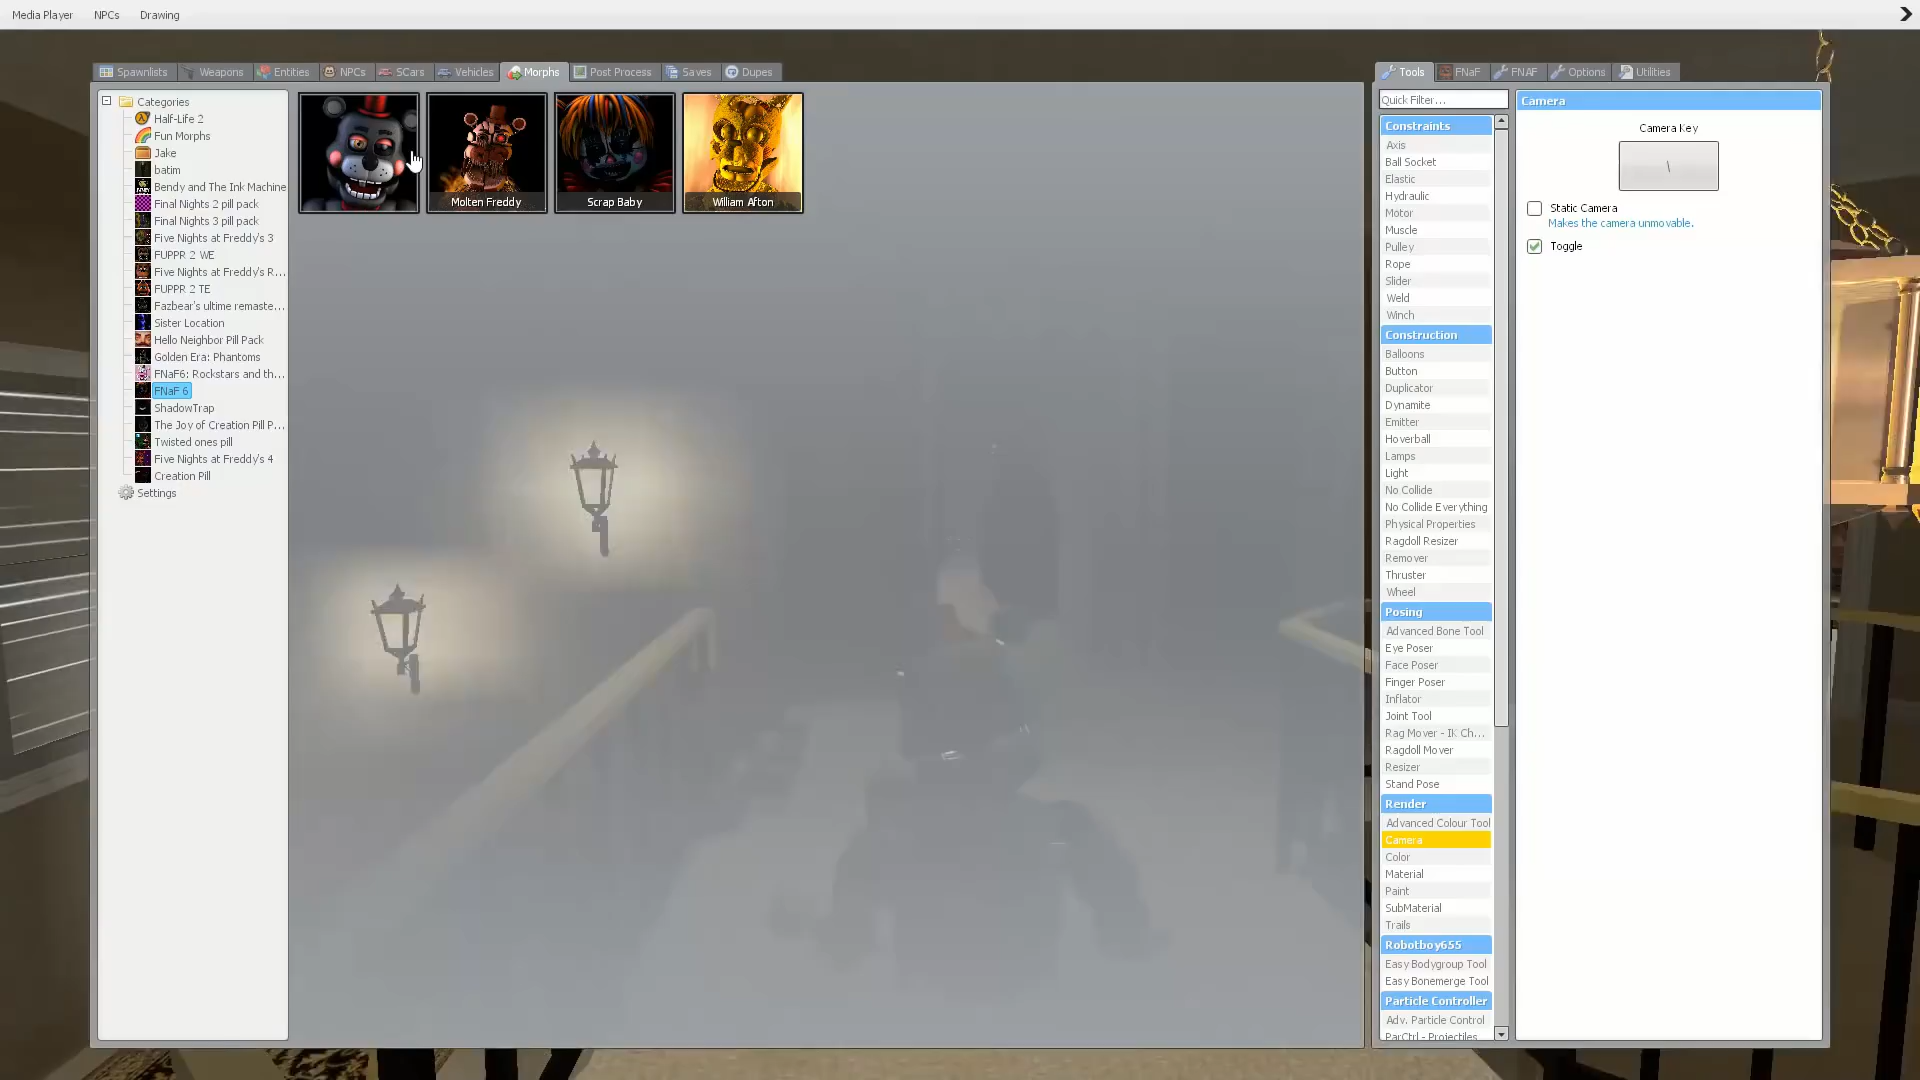 Media Player NPCs Drawing
Spawnlists Weapons Entities NPCs SCars Vehicles Morphs Post Process Saves Dupes
Categories
Half-Life 2
Fun Morphs
Jake
batim
Bendy and The Ink Machine
Final Nights 2 pill pack
Final Nights 3 pill pack
Five Nights at Freddy's 3
FUPPR 2 WE
Five Nights at Freddy's R...
FUPPR 2 TE
Fazbear's ultime remaste...
Sister Location
Hello Neighbor Pill Pack
Golden Era: Phantoms
FNaF6: Rockstars and th...
FNaF 6
ShadowTrap
The Joy of Creation Pill P...
Twisted ones pill
Five Nights at Freddy's 4
Creation Pill
Settings
Molten Freddy
Scrap Baby
William Afton
Tools FNaF FNAF Options Utilities
Quick Filter...
Constraints
Axis
Ball Socket
Elastic
Hydraulic
Motor
Muscle
Pulley
Rope
Slider
Weld
Winch
Construction
Balloons
Button
Duplicator
Dynamite
Emitter
Hoverball
Lamps
Light
No Collide
No Collide Everything
Physical Properties
Ragdoll Resizer
Remover
Thruster
Wheel
Posing
Advanced Bone Tool
Eye Poser
Face Poser
Finger Poser
Inflator
Joint Tool
Rag Mover - IK Ch...
Ragdoll Mover
Resizer
Stand Pose
Render
Advanced Colour Tool
Camera
Color
Material
Paint
SubMaterial
Trails
Robotboy655
Easy Bodygroup Tool
Easy Bonemerge Tool
Particle Controller
Adv. Particle Control
ParCtrl - Projectiles
Camera
Camera Key
\
Static Camera
Makes the camera unmovable.
Toggle